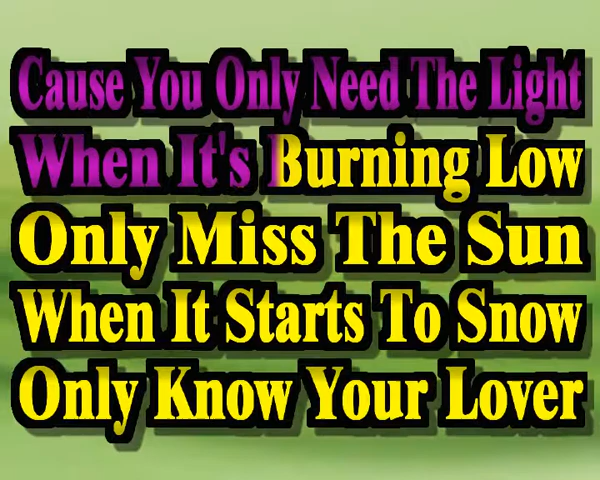 Cause You Only Need The Light
When It's Burning Low
Only Miss The Sun
When It Starts To Snow
Only Know Your Lover